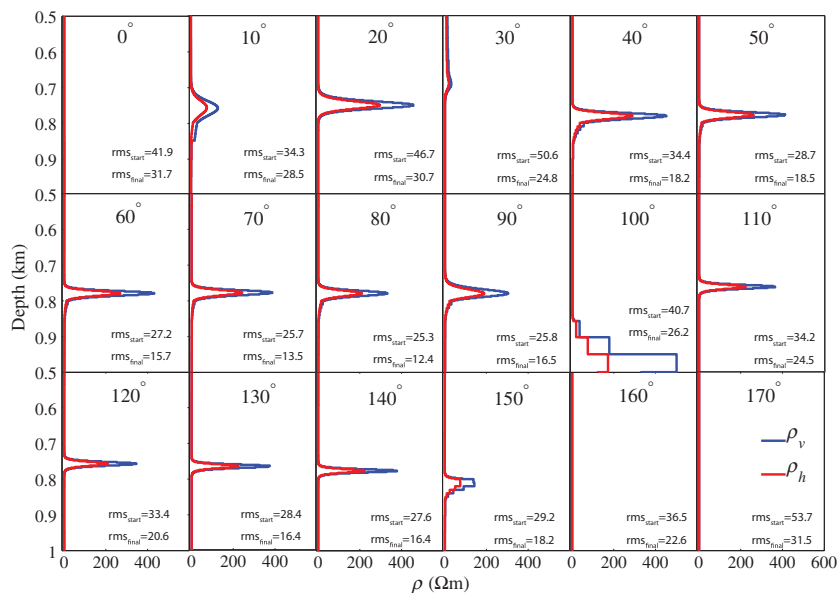 0.5 0° 10° 20° 30° 40° 50°
0.6
0.7
0.8
0.9
rms_start=41.9 rms_start=34.3 rms_start=46.7 rms_start=50.6 rms_start=34.4 rms_start=28.7
rms_final=31.7 rms_final=28.5 rms_final=30.7 rms_final=24.8 rms_final=18.2 rms_final=18.5
0.5 60° 70° 80° 90° 100° 110°
0.6
0.7
0.8
0.9
Depth (km)
rms_start=27.2 rms_start=25.7 rms_start=25.3 rms_start=25.8 rms_start=40.7 rms_start=34.2
rms_final=15.7 rms_final=13.5 rms_final=12.4 rms_final=16.5 rms_final=26.2 rms_final=24.5
0.5 120° 130° 140° 150° 160° 170°
0.6
0.7
0.8
0.9
1
ρ_v
ρ_h
rms_start=33.4 rms_start=28.4 rms_start=27.6 rms_start=29.2 rms_start=36.5 rms_start=53.7
rms_final=20.6 rms_final=16.4 rms_final=16.4 rms_final=18.2 rms_final=22.6 rms_final=31.5
0 200 400 0 200 400 0 200 400 0 200 400 0 200 400 0 200 400 600
ρ (Ωm)